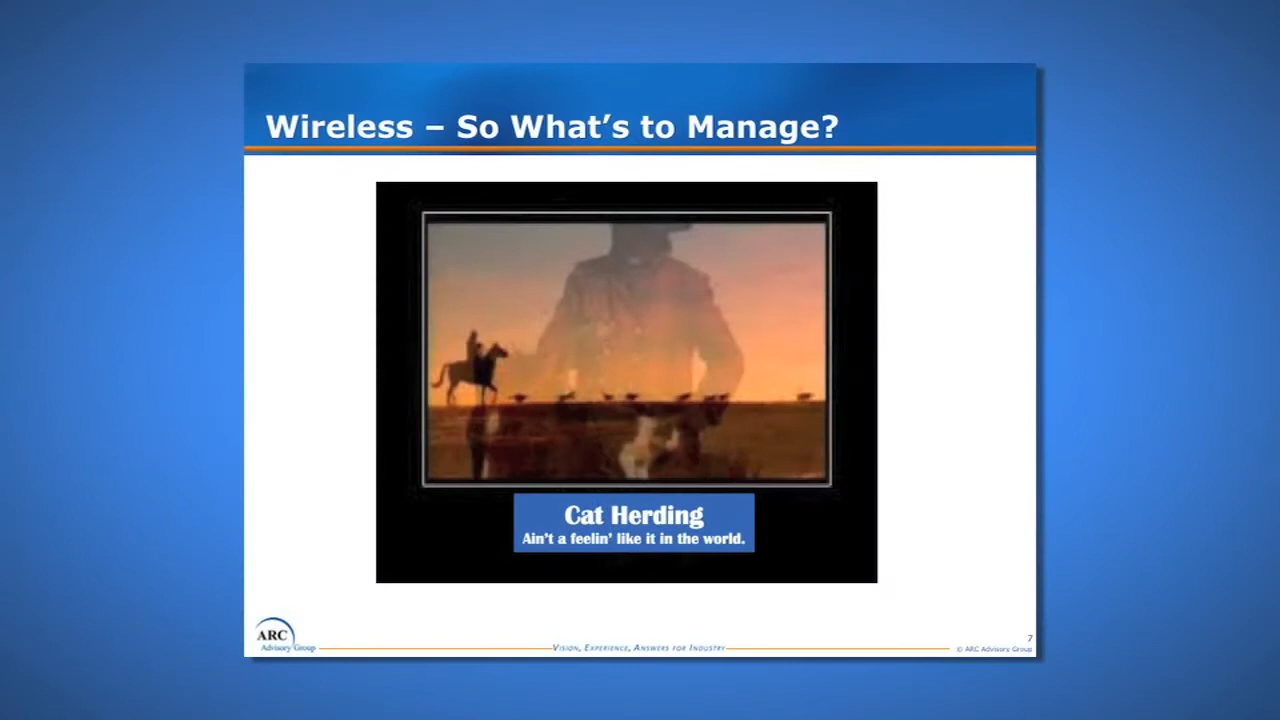 Wireless – So What’s to Manage?
Cat Herding
Ain’t a feelin’ like it in the world.
ARC
Advisory Group
Vision, Experience, Answers for Industry
7
© ARC Advisory Group